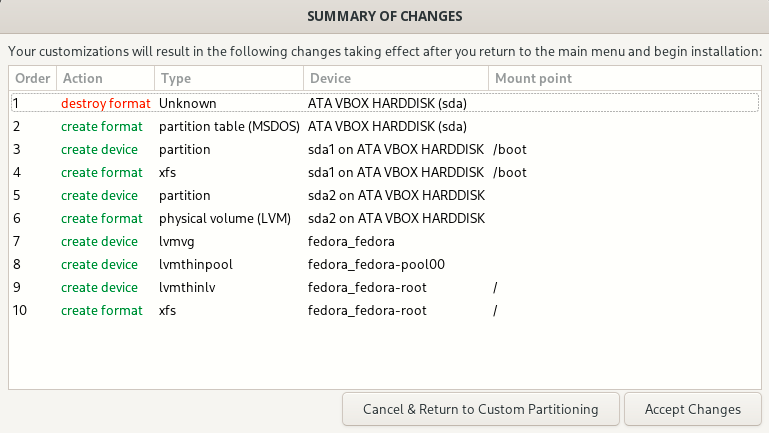 SUMMARY OF CHANGES
Your customizations will result in the following changes taking effect after you return to the main menu and begin installation:
Order Action Type Device Mount point
1 destroy format Unknown ATA VBOX HARDDISK (sda)
2 create format partition table (MSDOS) ATA VBOX HARDDISK (sda)
3 create device partition sda1 on ATA VBOX HARDDISK /boot
4 create format xfs sda1 on ATA VBOX HARDDISK /boot
5 create device partition sda2 on ATA VBOX HARDDISK
6 create format physical volume (LVM) sda2 on ATA VBOX HARDDISK
7 create device lvmvg fedora_fedora
8 create device lvmthinpool fedora_fedora-pool00
9 create device lvmthinlv fedora_fedora-root /
10 create format xfs fedora_fedora-root /
Cancel & Return to Custom Partitioning Accept Changes